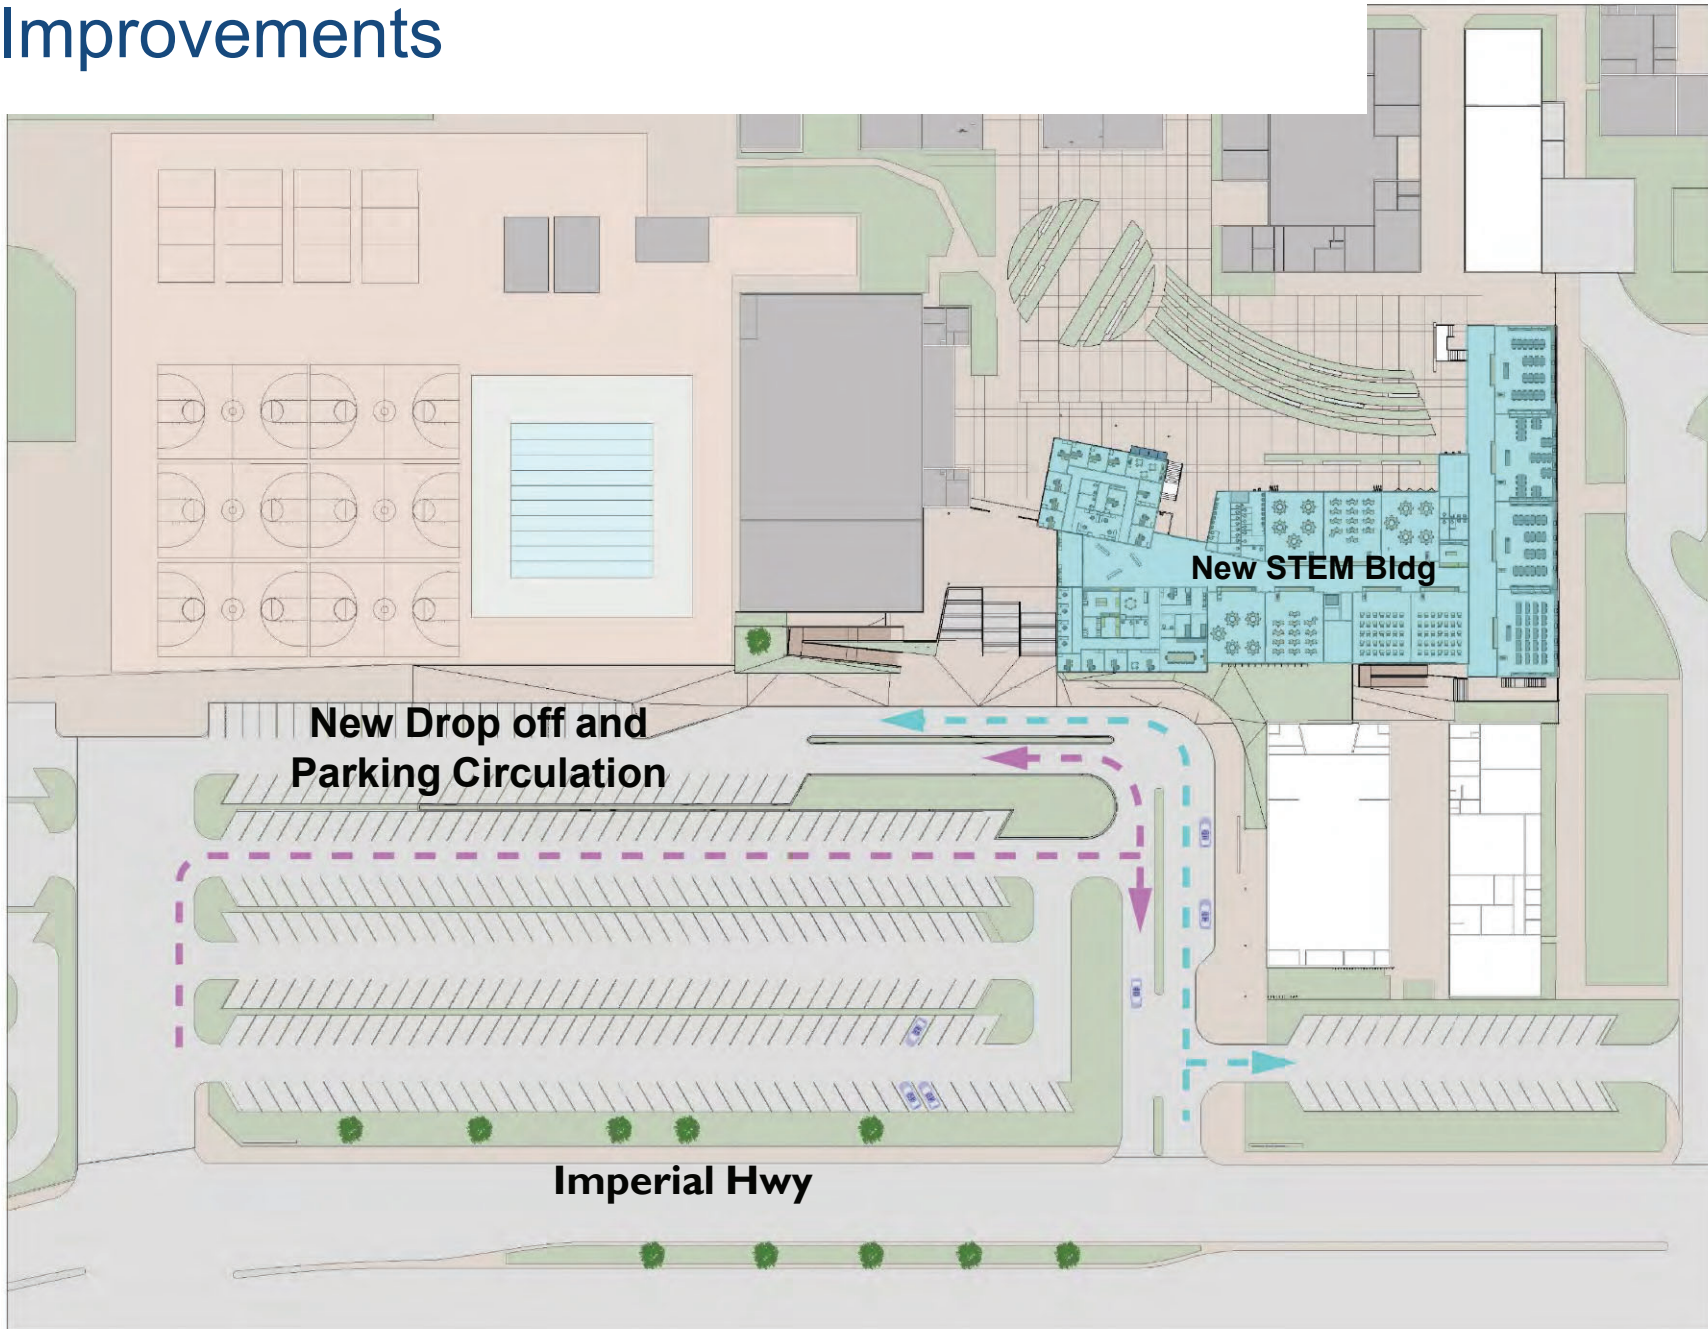 Improvements
New STEM Bldg
New Drop off and
Parking Circulation
Imperial Hwy